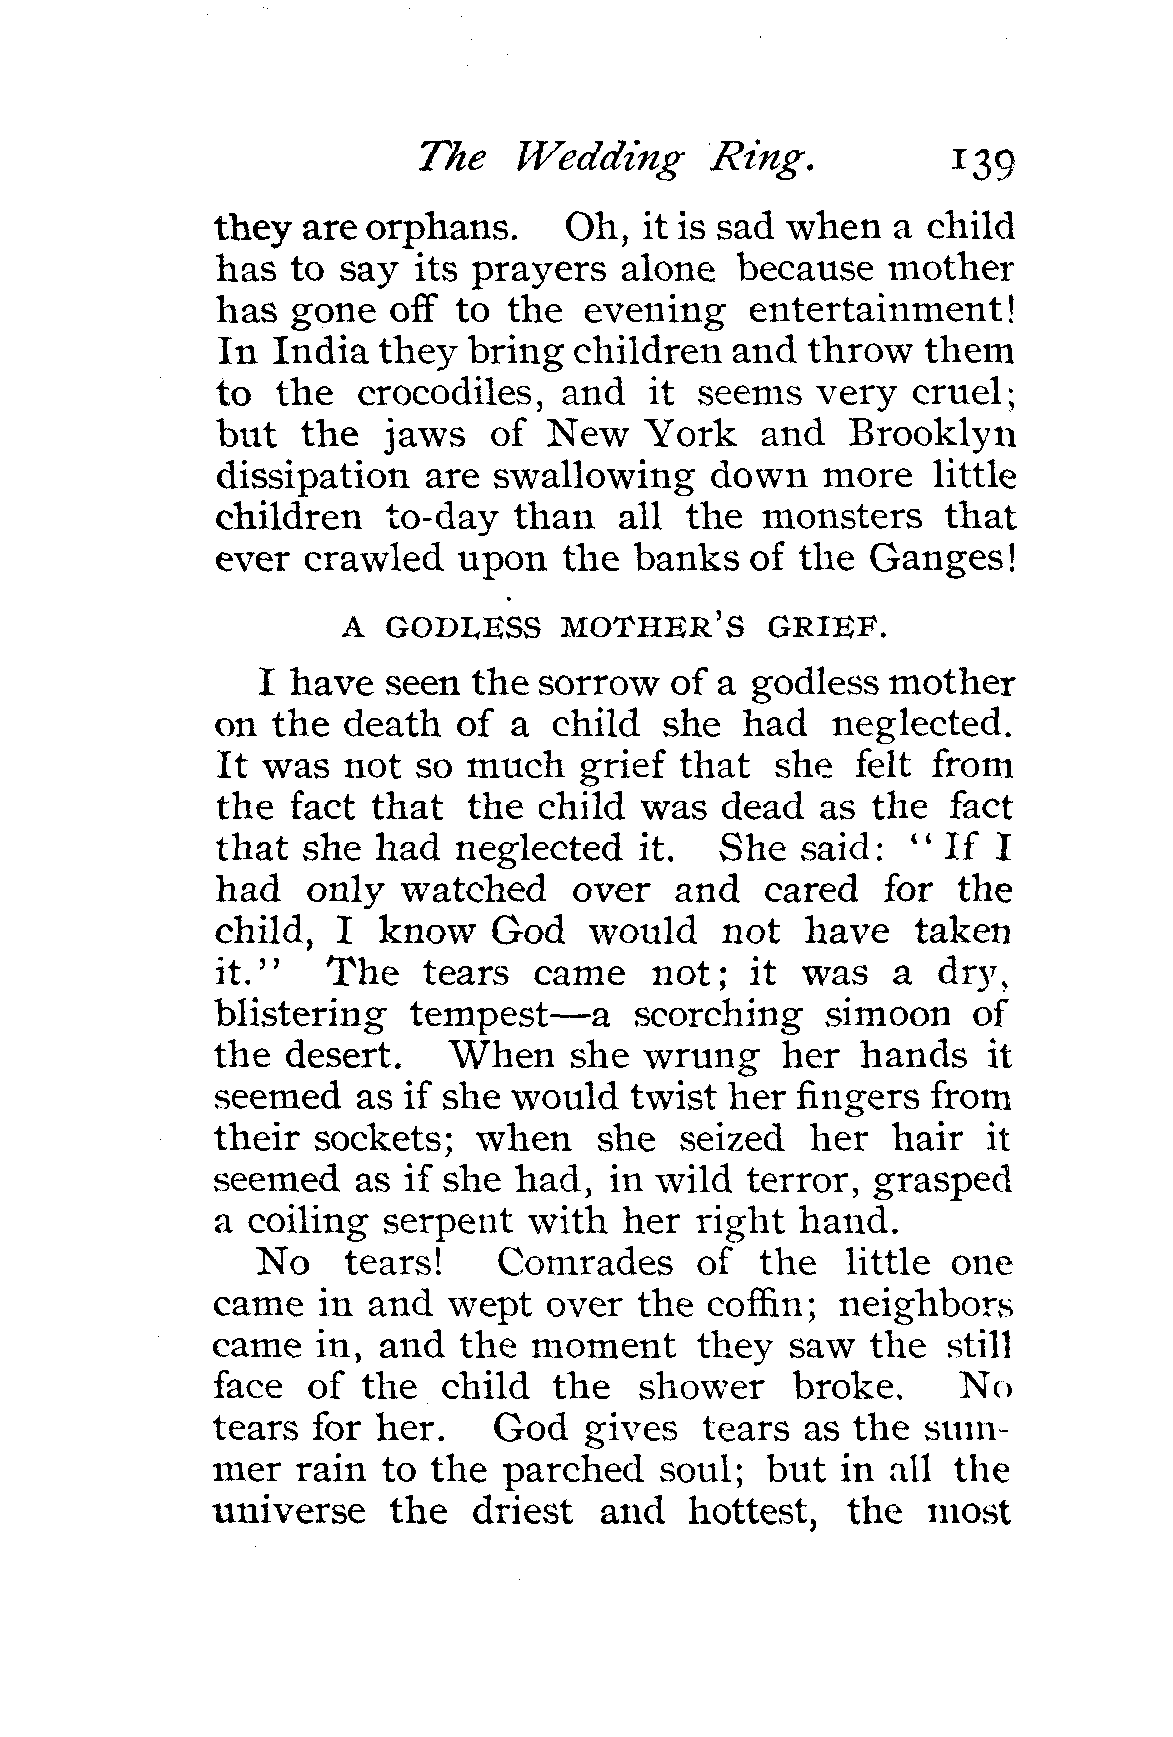 The Wedding Ring. 139
they are orphans. Oh, it is sad when a child
has to say its prayers alone because mother
has gone off to the evening entertainment!
In India they bring children and throw them
to the crocodiles, and it seems very cruel;
but the jaws of New York and Brooklyn
dissipation are swallowing down more little
children to-day than all the monsters that
ever crawled upon the banks of the Ganges!
A GODLESS MOTHER'S GRIEF.
I have seen the sorrow of a godless mother
on the death of a child she had neglected.
It was not so much grief that she felt from
the fact that the child was dead as the fact
that she had neglected it. She said: "If I
had only watched over and cared for the
child, I know God would not have taken
it." The tears came not; it was a dry,
blistering tempest—a scorching simoon of
the desert. When she wrung her hands it
seemed as if she would twist her fingers from
their sockets; when she seized her hair it
seemed as if she had, in wild terror, grasped
a coiling serpent with her right hand.
No tears! Comrades of the little one
came in and wept over the coffin; neighbors
came in, and the moment they saw the still
face of the child the shower broke. No
tears for her. God gives tears as the sum-
mer rain to the parched soul; but in all the
universe the driest and hottest, the most